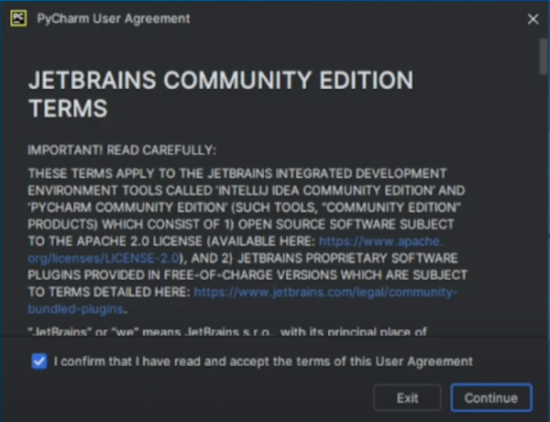 PC PyCharm User Agreement
JETBRAINS COMMUNITY EDITION
TERMS
IMPORTANT! READ CAREFULLY:
THESE TERMS APPLY TO THE JETBRAINS INTEGRATED DEVELOPMENT
ENVIRONMENT TOOLS CALLED 'INTELLIJ IDEA COMMUNITY EDITION' AND
'PYCHARM COMMUNITY EDITION' (SUCH TOOLS, "COMMUNITY EDITION"
PRODUCTS) WHICH CONSIST OF 1) OPEN SOURCE SOFTWARE SUBJECT
TO THE APACHE 2.0 LICENSE (AVAILABLE HERE: https://www.apache.
org/licenses/LICENSE-2.0), AND 2) JETBRAINS PROPRIETARY SOFTWARE
PLUGINS PROVIDED IN FREE-OF-CHARGE VERSIONS WHICH ARE SUBJECT
TO TERMS DETAILED HERE: https://www.jetbrains.com/legal/community-
bundled-plugins.
"JetBrains" or "we" means JetBrains s.r.o., with its principal place of
I confirm that I have read and accept the terms of this User Agreement
Exit Continue